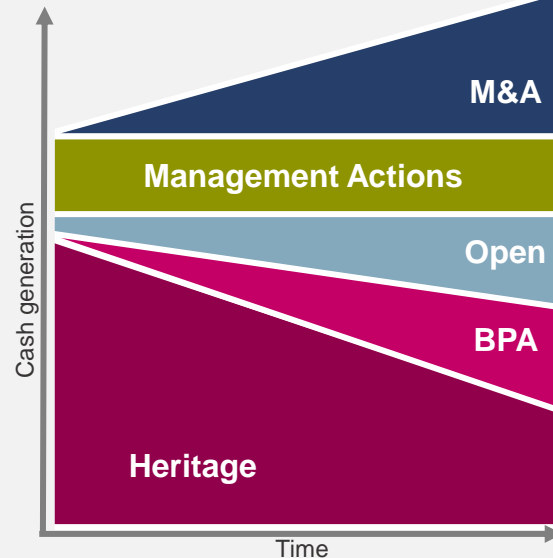 M&A
Management Actions
Open
BPA
Heritage
Cash generation
Time